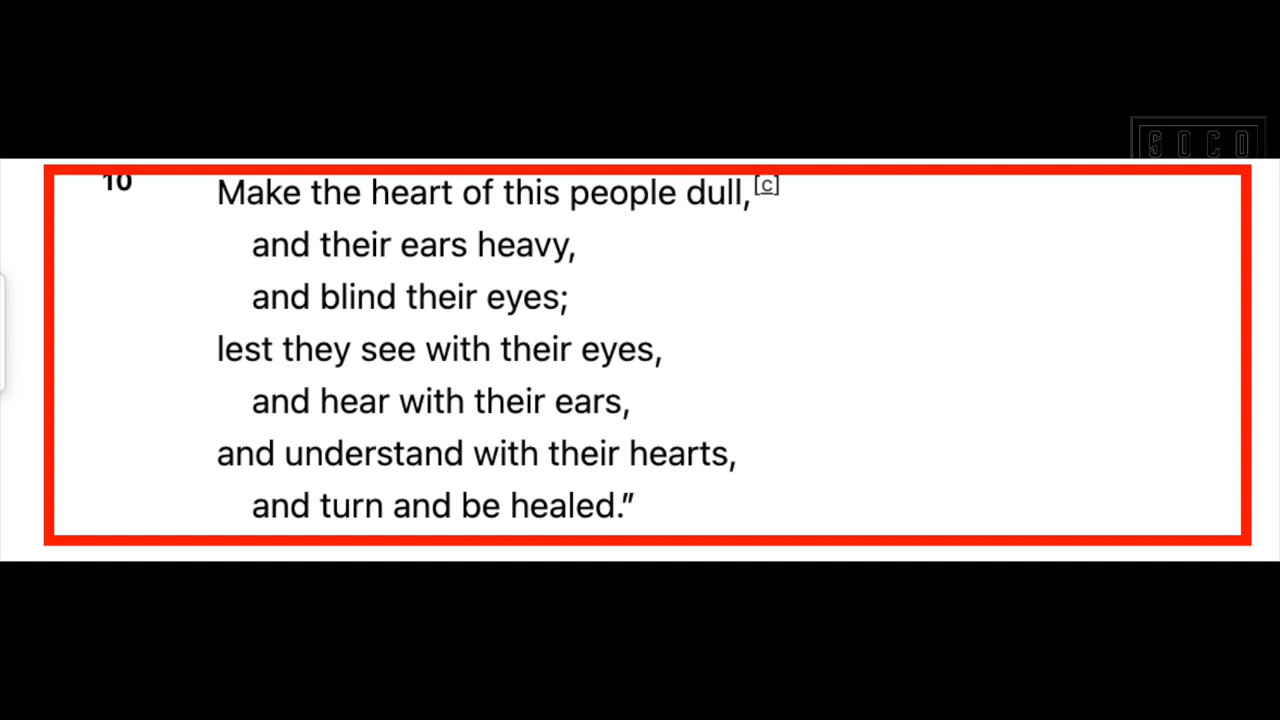 SOCO
10 Make the heart of this people dull,[c]
and their ears heavy,
and blind their eyes;
lest they see with their eyes,
and hear with their ears,
and understand with their hearts,
and turn and be healed.”